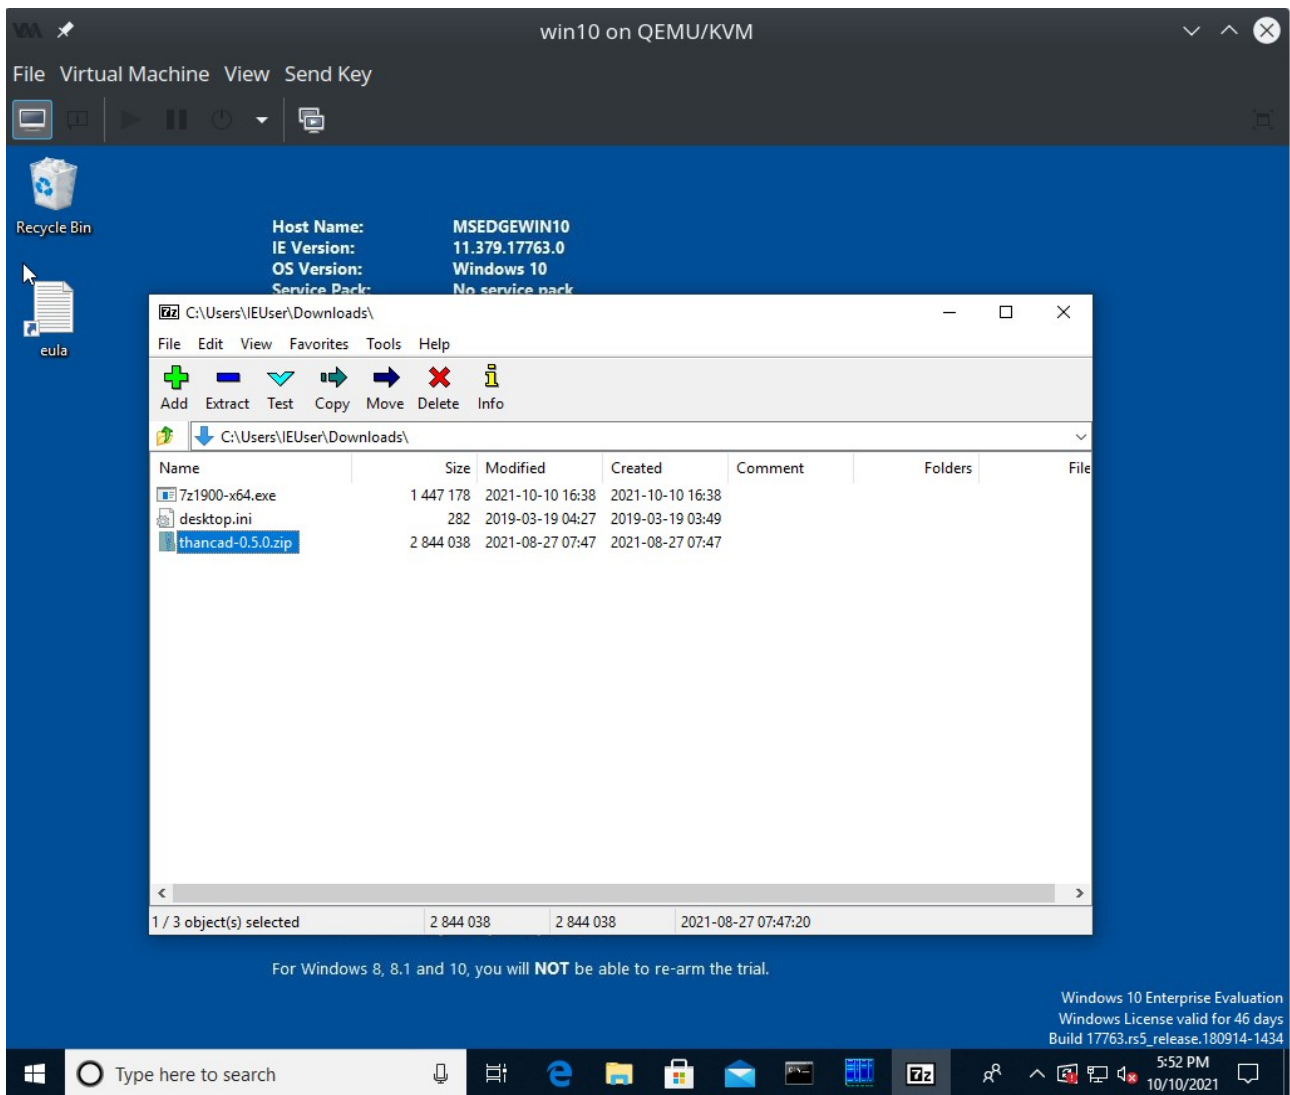 win10 on QEMU/KVM
File Virtual Machine View Send Key
Recycle Bin
eula
Host Name: MSEDGEWIN10
IE Version: 11.379.17763.0
OS Version: Windows 10
Service Pack: No service pack
7z C:\Users\IEUser\Downloads\
File Edit View Favorites Tools Help
Add Extract Test Copy Move Delete Info
C:\Users\IEUser\Downloads\
Name Size Modified Created Comment Folders File
7z1900-x64.exe 1 447 178 2021-10-10 16:38 2021-10-10 16:38
desktop.ini 282 2019-03-19 04:27 2019-03-19 03:49
thancad-0.5.0.zip 2 844 038 2021-08-27 07:47 2021-08-27 07:47
1 / 3 object(s) selected 2 844 038 2 844 038 2021-08-27 07:47:20
For Windows 8, 8.1 and 10, you will NOT be able to re-arm the trial.
Windows 10 Enterprise Evaluation
Windows License valid for 46 days
Build 17763.rs5_release.180914-1434
Type here to search 7z 5:52 PM
10/10/2021